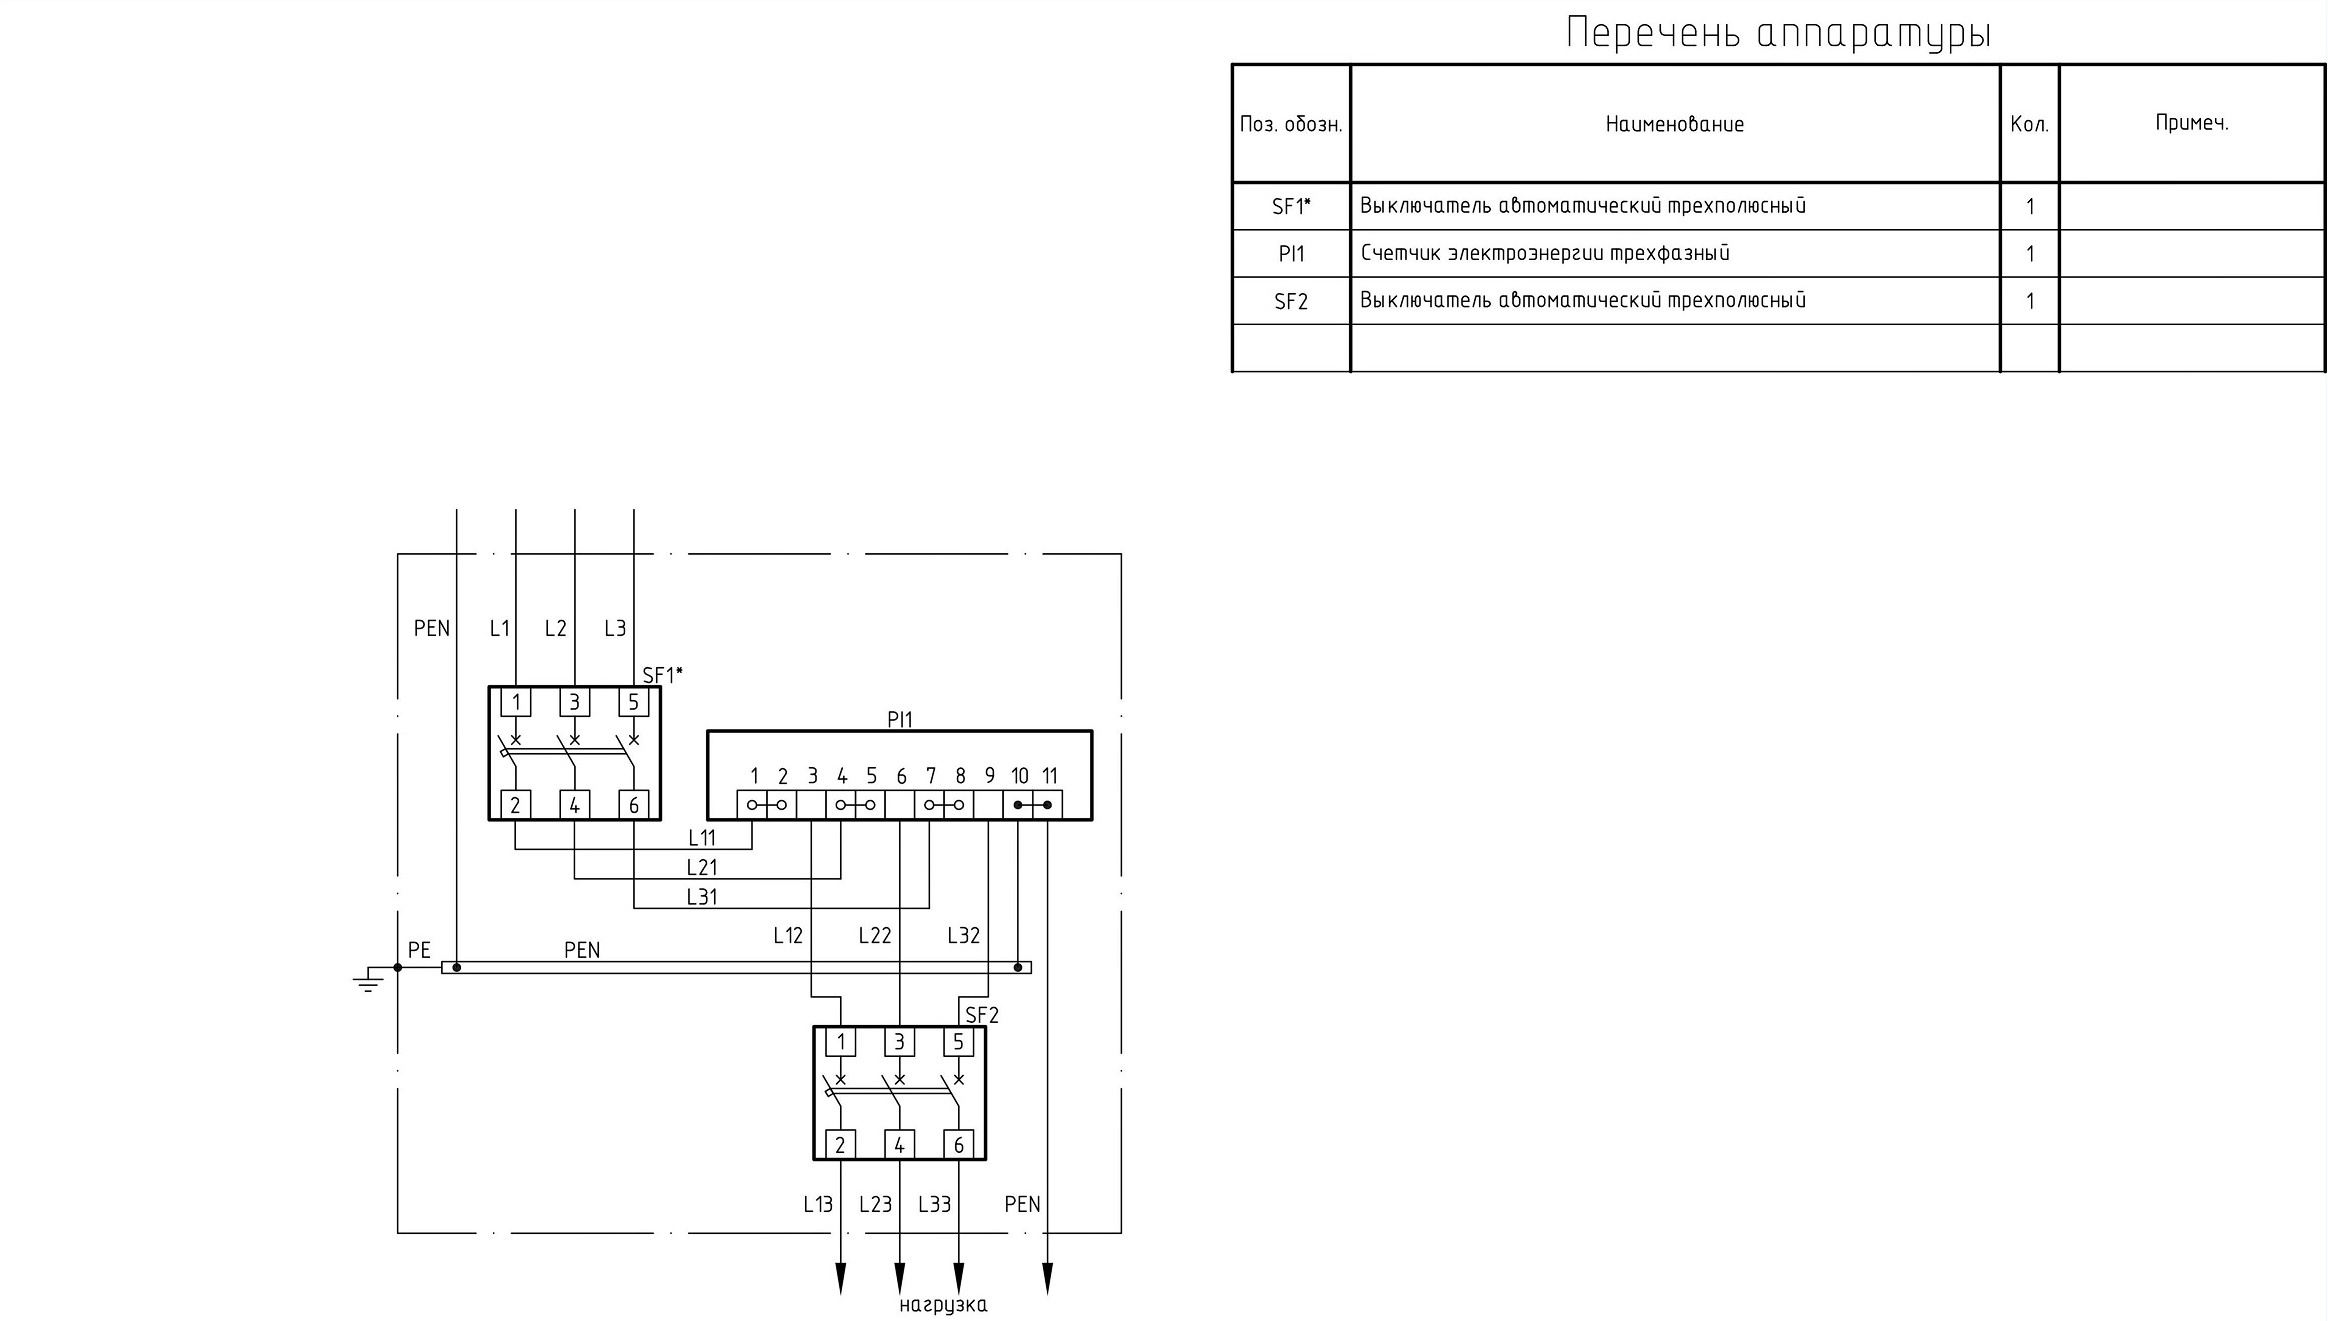 Перечень аппаратуры
Поз. обозн. Наименование Кол. Примеч.
SF1* Выключатель автоматический трехполюсный 1
PI1 Счетчик электроэнергии трехфазный 1
SF2 Выключатель автоматический трехполюсный 1
PEN L1 L2 L3
SF1*
1 3 5
2 4 6
PI1
1 2 3 4 5 6 7 8 9 10 11
L11
L21
L31
L12 L22 L32
PE PEN
SF2
1 3 5
2 4 6
L13 L23 L33 PEN
нагрузка